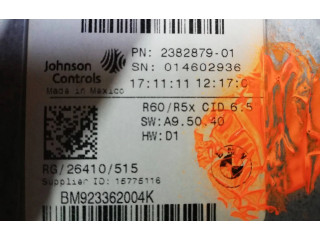 PN: 2382879-01
SN: 014602936
Johnson
Controls
Made in Mexico
17:11:11 12:17:0
R60/R5x CID 6.5
SW:A9.50.40
HW:D1
RG/26410/515
Supplier ID: 15775116
BM923362004K